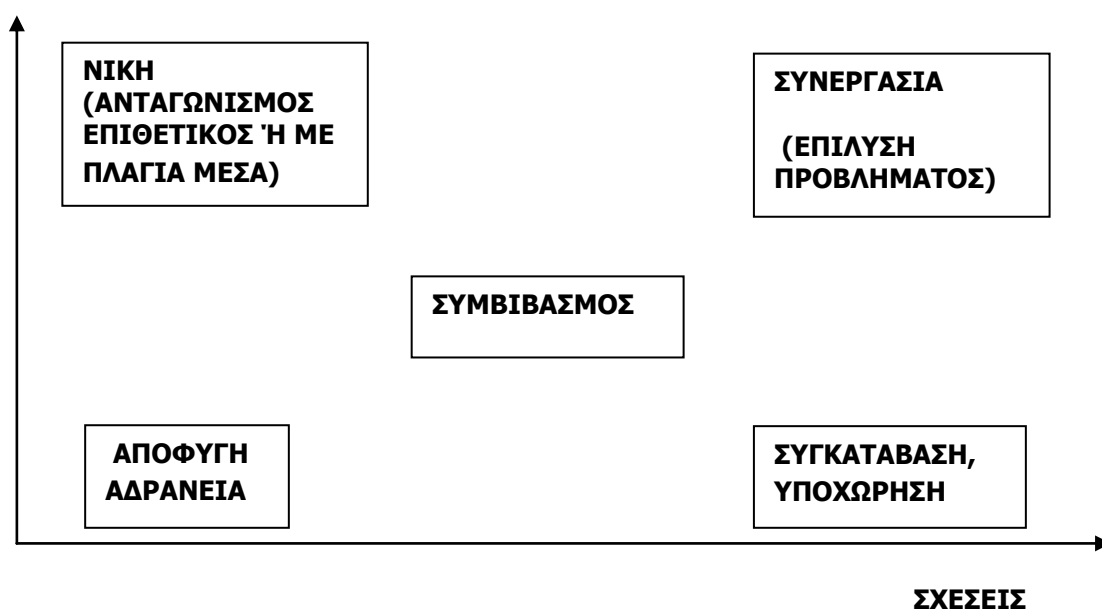 ΝΙΚΗ
(ΑΝΤΑΓΩΝΙΣΜΟΣ
ΕΠΙΘΕΤΙΚΟΣ Ή ΜΕ
ΠΛΑΓΙΑ ΜΕΣΑ)
ΣΥΝΕΡΓΑΣΙΑ
(ΕΠΙΛΥΣΗ
ΠΡΟΒΛΗΜΑΤΟΣ)
ΣΥΜΒΙΒΑΣΜΟΣ
ΑΠΟΦΥΓΗ
ΑΔΡΑΝΕΙΑ
ΣΥΓΚΑΤΑΒΑΣΗ,
ΥΠΟΧΩΡΗΣΗ
ΣΧΕΣΕΙΣ